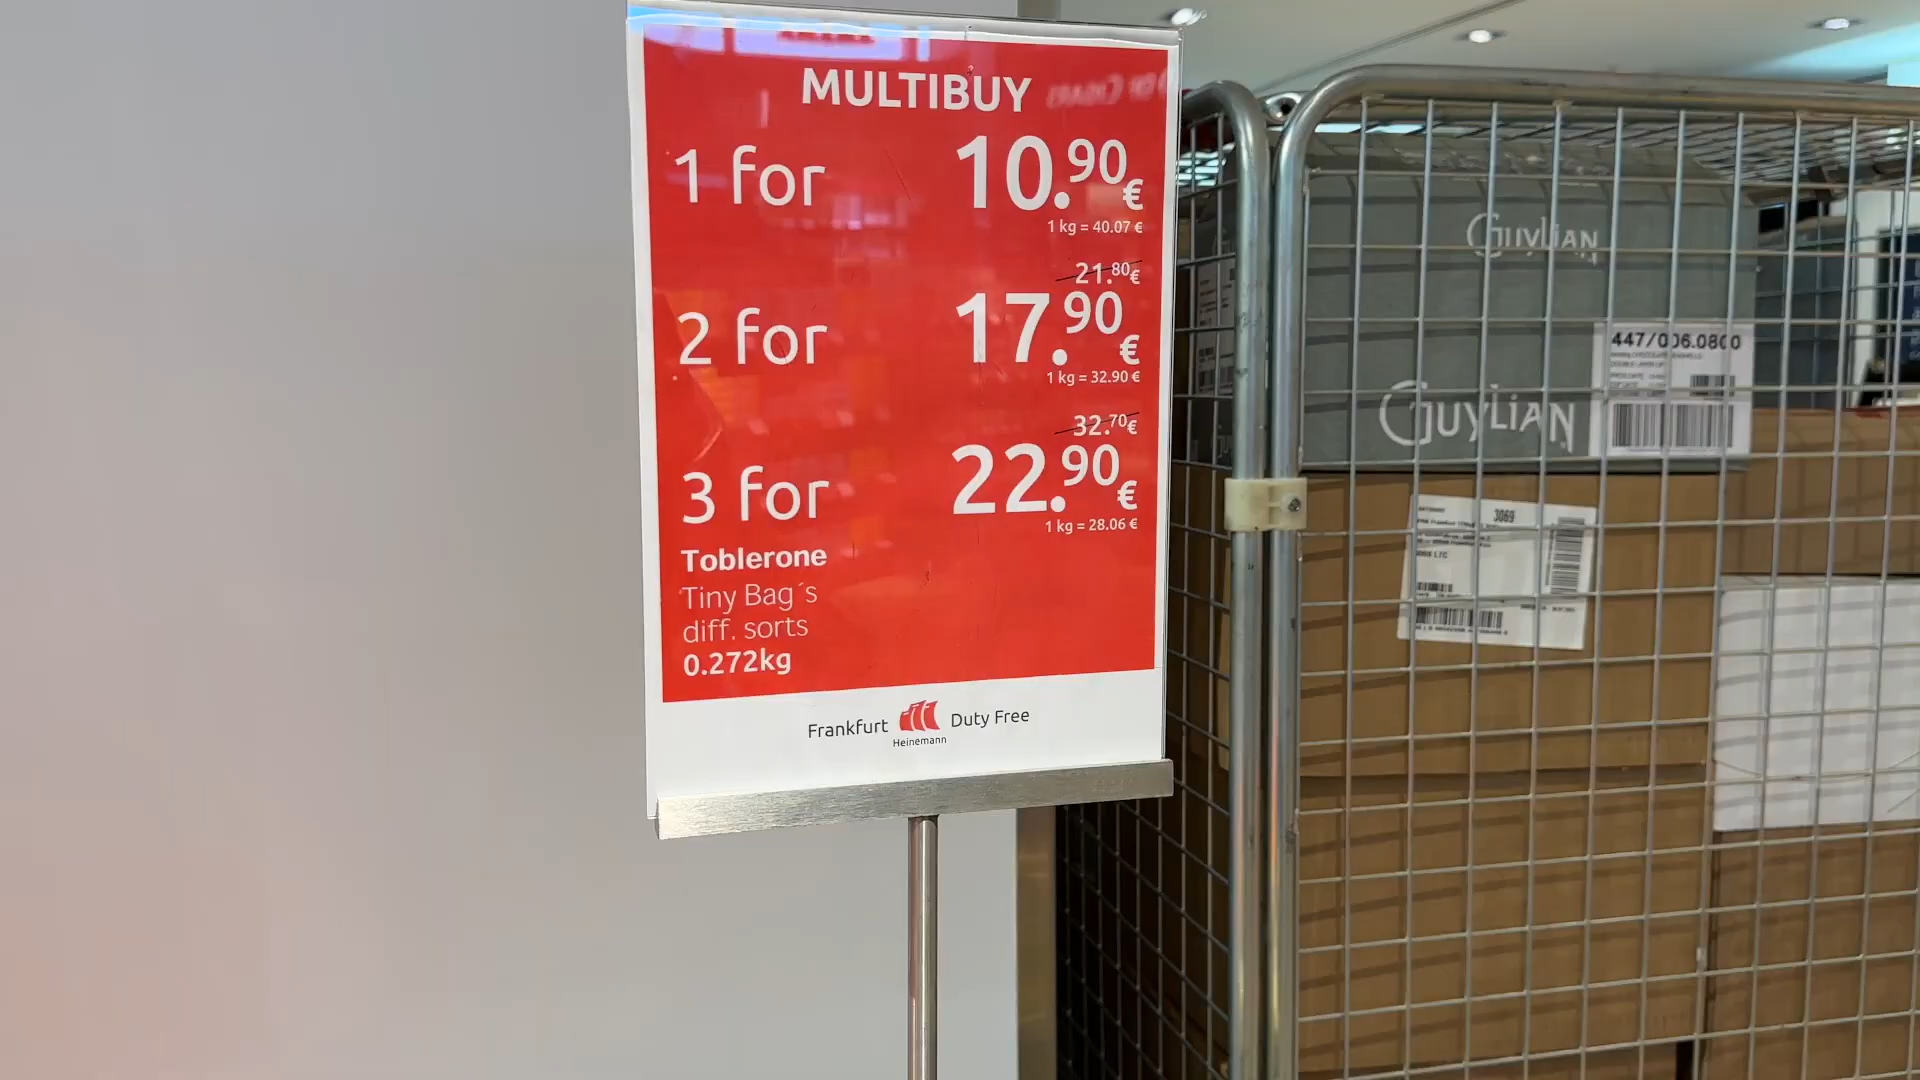 MULTIBUY
1 for 10.90€
1 kg = 40.07 €
21.80€
2 for 17.90€
1 kg = 32.90 €
32.70€
3 for 22.90€
1 kg = 28.06 €
Toblerone
Tiny Bag´s
diff. sorts
0.272kg
Frankfurt Duty Free
Heinemann
GUYLIAN
447/006.0800
GUYLIAN
3069